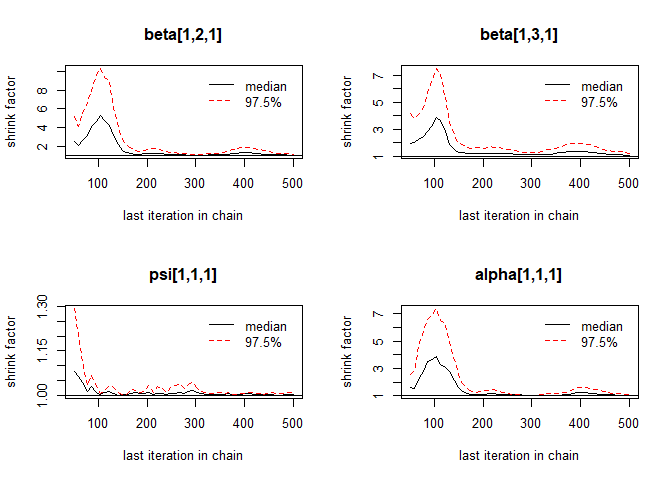 beta[1,2,1]
shrink factor
2 4 6 8
median
97.5%
100 200 300 400 500
last iteration in chain
beta[1,3,1]
shrink factor
1 3 5 7
median
97.5%
100 200 300 400 500
last iteration in chain
psi[1,1,1]
shrink factor
1.00 1.15 1.30
median
97.5%
100 200 300 400 500
last iteration in chain
alpha[1,1,1]
shrink factor
1 3 5 7
median
97.5%
100 200 300 400 500
last iteration in chain